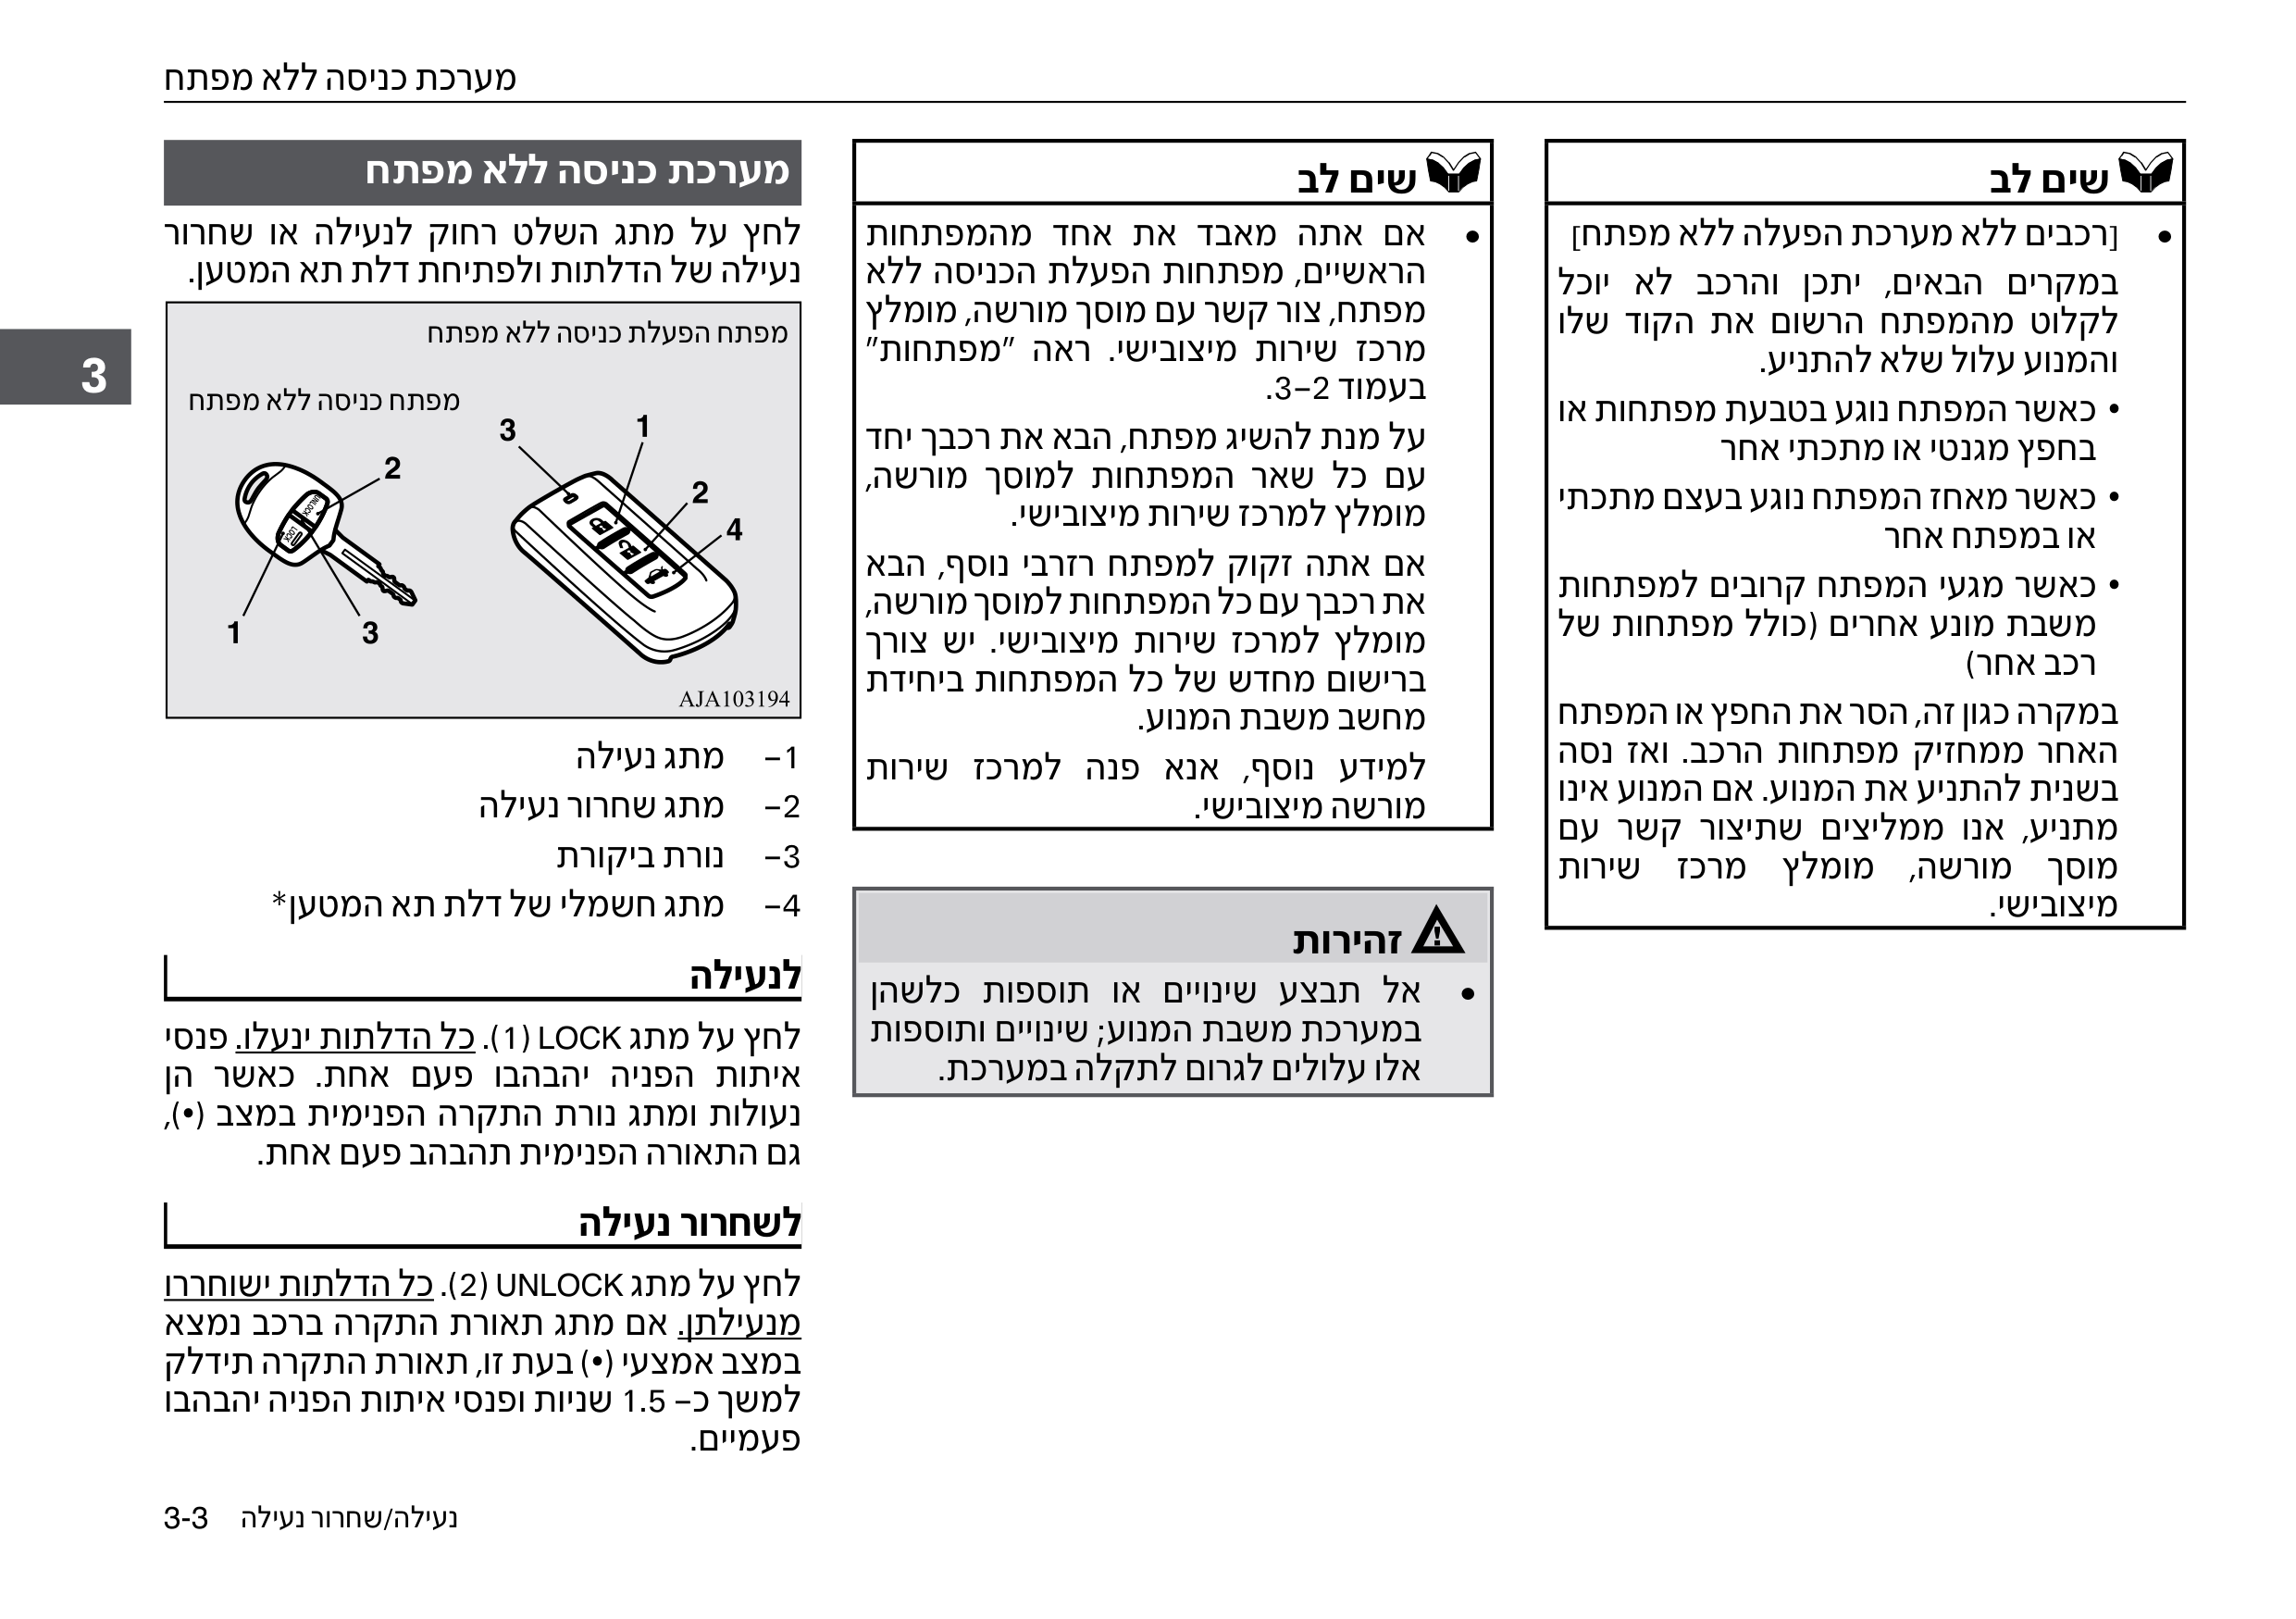 מערכת כניסה ללא מפתח
שים לב
• [רכבים ללא מערכת הפעלה ללא מפתח]
במקרים הבאים, יתכן והרכב לא יוכל
לקלוט מהמפתח הרשום את הקוד שלו
והמנוע עלול שלא להתניע.
• כאשר המפתח נוגע בטבעת מפתחות או
בחפץ מגנטי או מתכתי אחר
• כאשר מאחז המפתח נוגע בעצם מתכתי
או במפתח אחר
• כאשר מגעי המפתח קרובים למפתחות
משבת מונע אחרים (כולל מפתחות של
רכב אחר)
במקרה כגון זה, הסר את החפץ או המפתח
האחר ממחזיק מפתחות הרכב. ואז נסה
בשנית להתניע את המנוע. אם המנוע אינו
מתניע, אנו ממליצים שתיצור קשר עם
מוסך מורשה, מומלץ מרכז שירות
מיצובישי.
שים לב
• אם אתה מאבד את אחד מהמפתחות
הראשיים, מפתחות הפעלת הכניסה ללא
מפתח, צור קשר עם מוסך מורשה, מומלץ
מרכז שירות מיצובישי. ראה "מפתחות"
בעמוד 3-2.
על מנת להשיג מפתח, הבא את רכבך יחד
עם כל שאר המפתחות למוסך מורשה,
מומלץ למרכז שירות מיצובישי.
אם אתה זקוק למפתח רזרבי נוסף, הבא
את רכבך עם כל המפתחות למוסך מורשה,
מומלץ למרכז שירות מיצובישי. יש צורך
ברישום מחדש של כל המפתחות ביחידת
מחשב משבת המנוע.
למידע נוסף, אנא פנה למרכז שירות
מורשה מיצובישי.
זהירות
• אל תבצע שינויים או תוספות כלשהן
במערכת משבת המנוע; שינויים ותוספות
אלו עלולים לגרום לתקלה במערכת.
מערכת כניסה ללא מפתח
לחץ על מתג השלט רחוק לנעילה או שחרור
נעילה של הדלתות ולפתיחת דלת תא המטען.
מפתח הפעלת כניסה ללא מפתח
מפתח כניסה ללא מפתח
3
1
2
4
2
1
3
UNLOCK
LOCK
AJA103194
1- מתג נעילה
2- מתג שחרור נעילה
3- נורת ביקורת
4- מתג חשמלי של דלת תא המטען*
לנעילה
לחץ על מתג LOCK (1). כל הדלתות ינעלו. פנסי
איתות הפניה יהבהבו פעם אחת. כאשר הן
נעולות ומתג נורת התקרה הפנימית במצב (•),
גם התאורה הפנימית תהבהב פעם אחת.
לשחרור נעילה
לחץ על מתג UNLOCK (2). כל הדלתות ישוחררו
מנעילתן. אם מתג תאורת התקרה ברכב נמצא
במצב אמצעי (•) בעת זו, תאורת התקרה תידלק
למשך כ- 1.5 שניות ופנסי איתות הפניה יהבהבו
פעמיים.
3
נעילה/שחרור נעילה 3-3